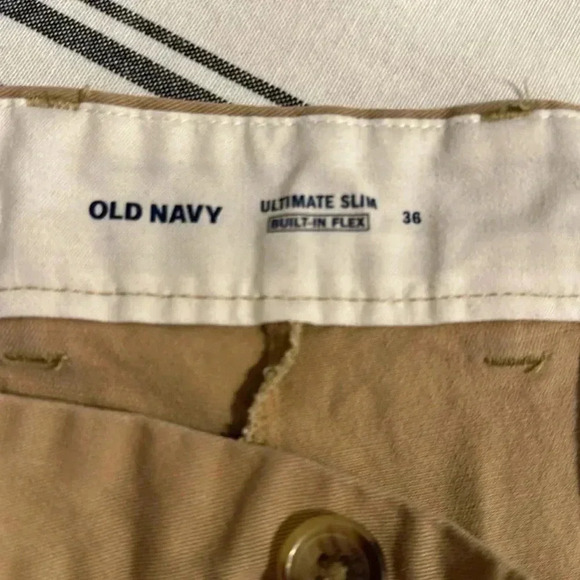 OLD NAVY
ULTIMATE SLIM
BUILT-IN FLEX
36